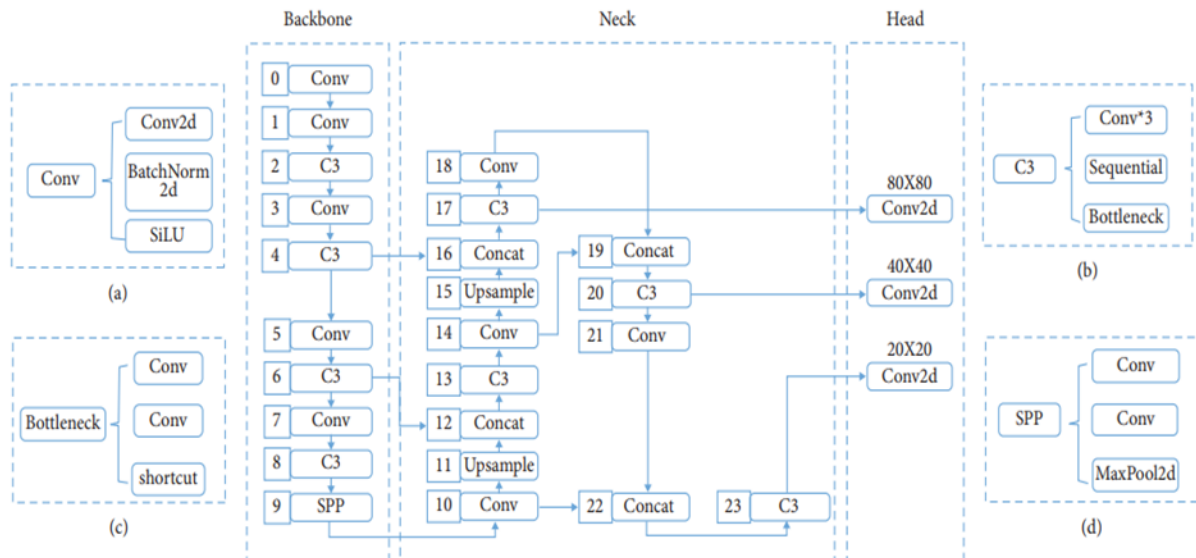 Backbone
Neck
Head
Conv
Conv2d
BatchNorm
2d
SiLU
(a)
Bottleneck
Conv
Conv
shortcut
(c)
0 Conv
1 Conv
2 C3
3 Conv
4 C3
5 Conv
6 C3
7 Conv
8 C3
9 SPP
18 Conv
17 C3
16 Concat
15 Upsample
14 Conv
13 C3
12 Concat
11 Upsample
10 Conv
19 Concat
20 C3
21 Conv
22 Concat
23 C3
80X80
Conv2d
40X40
Conv2d
20X20
Conv2d
C3
Conv*3
Sequential
Bottleneck
(b)
SPP
Conv
Conv
MaxPool2d
(d)